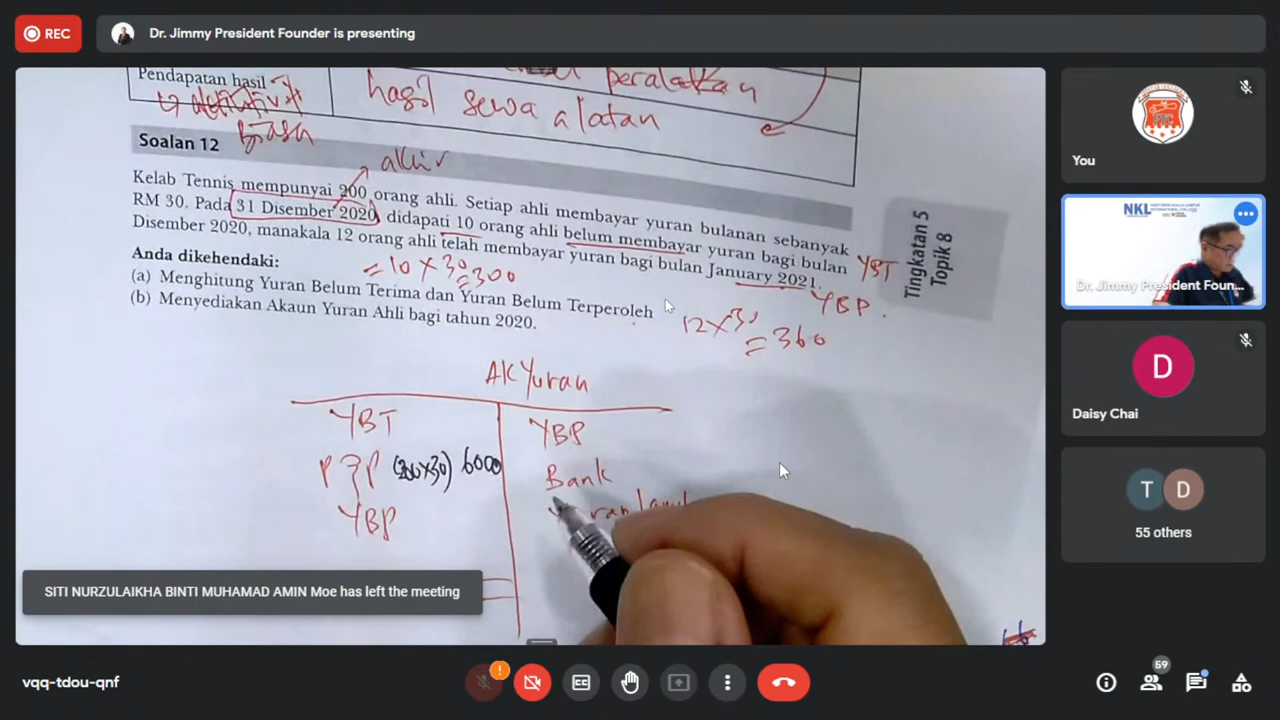 REC
Dr. Jimmy President Founder is presenting
Pendapatan hasil
peralatan
hasil sewa alatan
Soalan 12
akhir
Kelab Tennis mempunyai 200 orang ahli. Setiap ahli membayar yuran bulanan sebanyak
RM 30. Pada 31 Disember 2020, didapati 10 orang ahli belum membayar yuran bagi bulan
Disember 2020, manakala 12 orang ahli telah membayar yuran bagi bulan January 2021.
YBT
YBP.
Anda dikehendaki:
= 10 x 30
= 300
(a) Menghitung Yuran Belum Terima dan Yuran Belum Terperoleh
(b) Menyediakan Akaun Yuran Ahli bagi tahun 2020.
12 x 30
= 360
Tingkatan 5
Topik 8
AK Yuran
YBT
YBP
P & P (200x30) 6000
Bank
YBP
SITI NURZULAIKHA BINTI MUHAMAD AMIN Moe has left the meeting
You
NKL
Dr. Jimmy President Foun...
D
Daisy Chai
T D
55 others
vqq-tdou-qnf
59